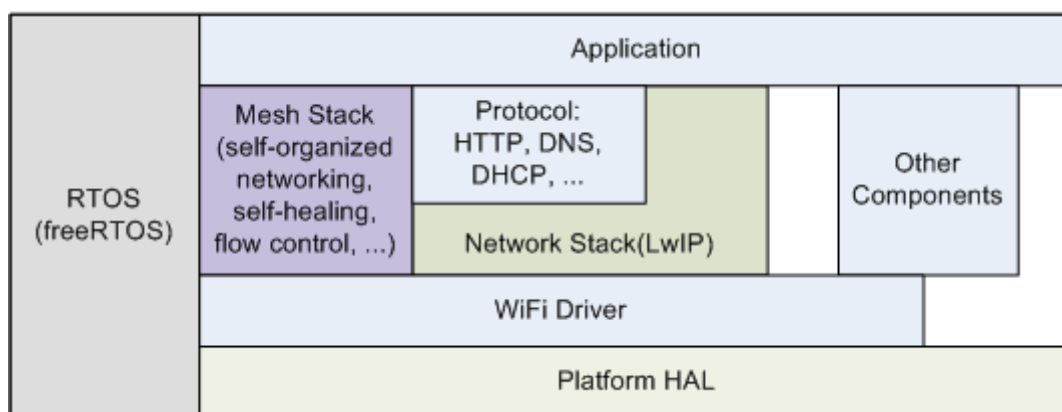 Application
Mesh Stack
(self-organized
networking,
self-healing,
flow control, ...)
Protocol:
HTTP, DNS,
DHCP, ...
Other
Components
RTOS
(freeRTOS)
Network Stack(LwIP)
WiFi Driver
Platform HAL